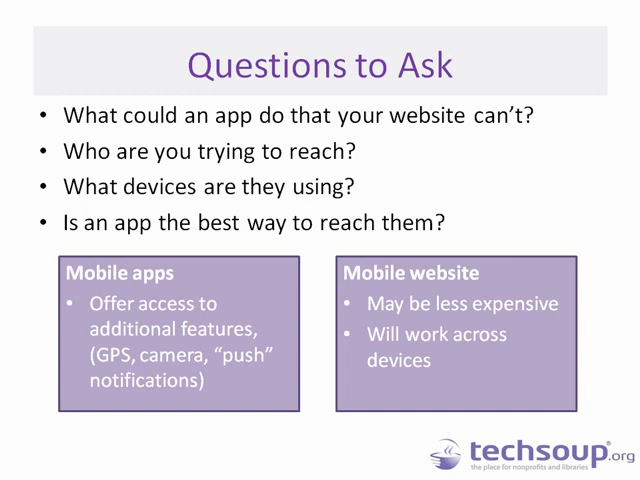 Questions to Ask
• What could an app do that your website can’t?
• Who are you trying to reach?
• What devices are they using?
• Is an app the best way to reach them?
Mobile apps
• Offer access to
additional features,
(GPS, camera, “push”
notifications)
Mobile website
• May be less expensive
• Will work across
devices
techsoup®.org
the place for nonprofits and libraries